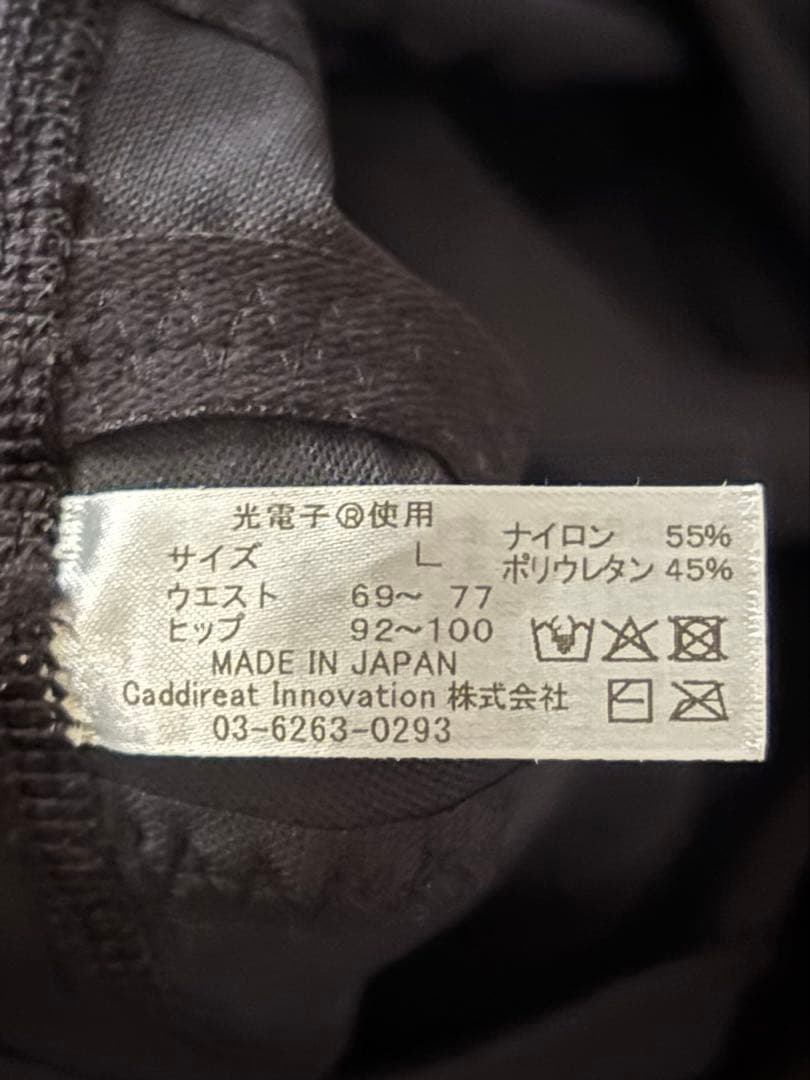 光電子®使用
サイズ L
ウエスト 69〜 77
ヒップ 92〜100
MADE IN JAPAN
Caddireat Innovation 株式会社
03-6263-0293
ナイロン 55%
ポリウレタン 45%